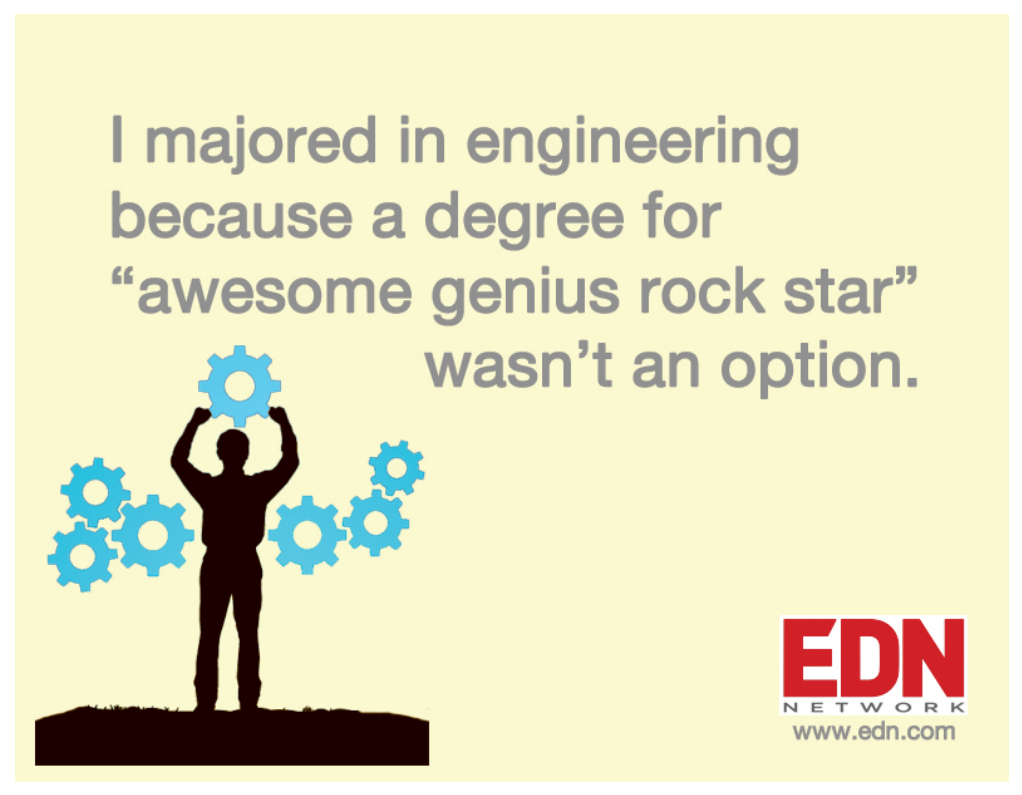 I majored in engineering
because a degree for
“awesome genius rock star”
wasn’t an option.
EDN
NETWORK
www.edn.com